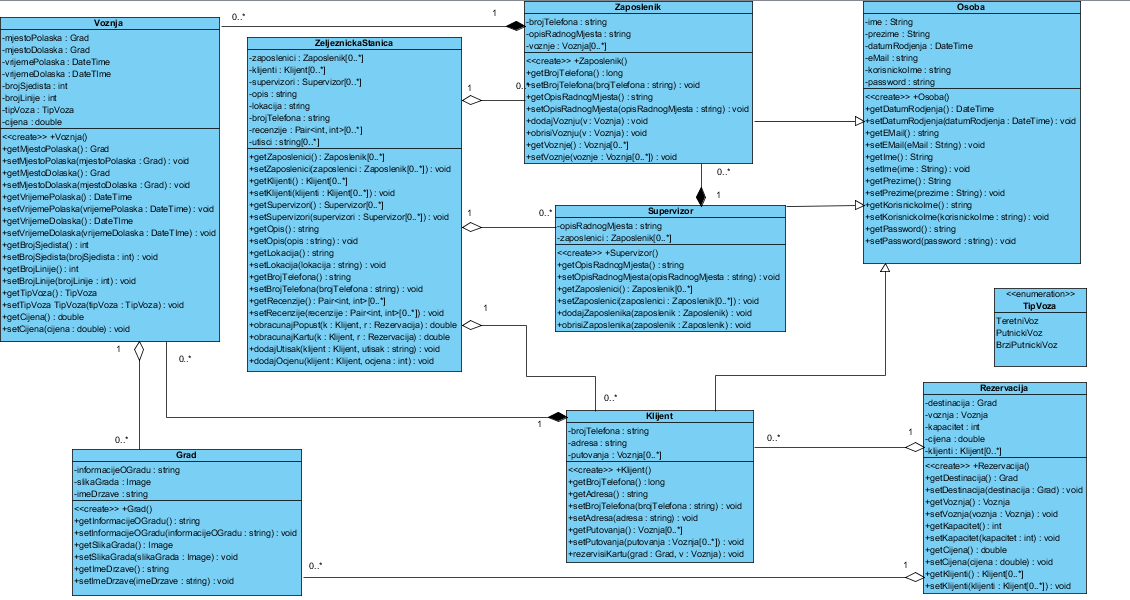 Voznja
-mjestoPolaska : Grad
-mjestoDolaska : Grad
-vrijemePolaska : DateTime
-vrijemeDolaska : DateTIme
-brojSjedista : int
-brojLinije : int
-tipVoza : TipVoza
-cijena : double
<<create>> +Voznja()
+getMjestoPolaska() : Grad
+setMjestoPolaska(mjestoPolaska : Grad) : void
+getMjestoDolaska() : Grad
+setMjestoDolaska(mjestoDolaska : Grad) : void
+getVrijemePolaska() : DateTime
+setVrijemePolaska(vrijemePolaska : DateTime) : void
+getVrijemeDolaska() : DateTIme
+setVrijemeDolaska(vrijemeDolaska : DateTIme) : void
+getBrojSjedista() : int
+setBrojSjedista(brojSjedista : int) : void
+getBrojLinije() : int
+setBrojLinije(brojLinije : int) : void
+getTipVoza() : TipVoza
+setTipVoza TipVoza(tipVoza : TipVoza) : void
+getCijena() : double
+setCijena(cijena : double) : void
0..*
1
ZeljeznickaStanica
-zaposlenici : Zaposlenik[0..*]
-klijenti : Klijent[0..*]
-supervizori : Supervizor[0..*]
-opis : string
-lokacija : string
-brojTelefona : string
-recenzije : Pair<int, int>[0..*]
-utisci : string[0..*]
+getZaposlenici() : Zaposlenik[0..*]
+setZaposlenici(zaposlenici : Zaposlenik[0..*]) : void
+getKlijenti() : Klijent[0..*]
+setKlijenti(klijenti : Klijent[0..*]) : void
+getSupervizor() : Supervizor[0..*]
+setSupervizori(supervizori : Supervizor[0..*]) : void
+getOpis() : string
+setOpis(opis : string) : void
+getLokacija() : string
+setLokacija(lokacija : string) : void
+getBrojTelefona() : string
+setBrojTelefona(brojTelefona : string) : void
+getRecenzije() : Pair<int, int>[0..*]
+setRecenzije(recenzije : Pair<int, int>[0..*]) : void
+obracunajPopust(k : Klijent, r : Rezervacija) : double
+obracunajKartu(k : Klijent, r : Rezervacija) : double
+dodajUtisak(klijent : Klijent, utisak : string) : void
+dodajOcjenu(klijent : Klijent, ocjena : int) : void
1
0..
1
0..*
1
0..*
Zaposlenik
-brojTelefona : string
-opisRadnogMjesta : string
-voznje : Voznja[0..*]
<<create>> +Zaposlenik()
+getBrojTelefona() : long
+setBrojTelefona(brojTelefona : string) : void
+getOpisRadnogMjesta() : string
+setOpisRadnogMjesta(opisRadnogMjesta : string) : void
+dodajVoznju(v : Voznja) : void
+obrisiVoznju(v : Voznja) : void
+getVoznje() : Voznja[0..*]
+setVoznje(voznje : Voznja[0..*]) : void
0..*
1
Supervizor
-opisRadnogMjesta : string
-zaposlenici : Zaposlenik[0..*]
<<create>> +Supervizor()
+getOpisRadnogMjesta() : string
+setOpisRadnogMjesta(opisRadnogMjesta : string) : void
+getZaposlenici() : Zaposlenik[0..*]
+setZaposlenici(zaposlenici : Zaposlenik[0..*]) : void
+dodajZaposlenika(zaposlenik : Zaposlenik) : void
+obrisiZaposlenika(zaposlenik : Zaposlenik) : void
Osoba
-ime : String
-prezime : String
-datumRodjenja : DateTime
-eMail : string
-korisnickoIme : string
-password : string
<<create>> +Osoba()
+getDatumRodjenja() : DateTime
+setDatumRodjenja(datumRodjenja : DateTime) : void
+getEMail() : string
+setEMail(eMail : String) : void
+getIme() : String
+setIme(ime : String) : void
+getPrezime() : String
+setPrezime(prezime : String) : void
+getKorisnickoIme() : string
+setKorisnickoIme(korisnickoIme : string) : void
+getPassword() : string
+setPassword(password : string) : void
<<enumeration>>
TipVoza
TeretniVoz
PutnickiVoz
BrziPutnickiVoz
Rezervacija
-destinacija : Grad
-voznja : Voznja
-kapacitet : int
-cijena : double
-klijenti : Klijent[0..*]
<<create>> +Rezervacija()
+getDestinacija() : Grad
+setDestinacija(destinacija : Grad) : void
+getVoznja() : Voznja
+setVoznja(voznja : Voznja) : void
+getKapacitet() : int
+setKapacitet(kapacitet : int) : void
+getCijena() : double
+setCijena(cijena : double) : void
+getKlijenti() : Klijent[0..*]
+setKlijenti(klijenti : Klijent[0..*]) : void
Klijent
-brojTelefona : string
-adresa : string
-putovanja : Voznja[0..*]
<<create>> +Klijent()
+getBrojTelefona() : long
+getAdresa() : string
+setBrojTelefona(brojTelefona : string) : void
+setAdresa(adresa : string) : void
+getPutovanja() : Voznja[0..*]
+setPutovanja(putovanja : Voznja[0..*]) : void
+rezervisiKartu(grad : Grad, v : Voznja) : void
0..*
1
1
0..*
1
0..*
Grad
-informacijeOGradu : string
-slikaGrada : Image
-imeDrzave : string
<<create>> +Grad()
+getInformacijeOGradu() : string
+setInformacijeOGradu(informacijeOGradu : string) : void
+getSlikaGrada() : Image
+setSlikaGrada(slikaGrada : Image) : void
+getImeDrzave() : string
+setImeDrzave(imeDrzave : string) : void
0..*
1